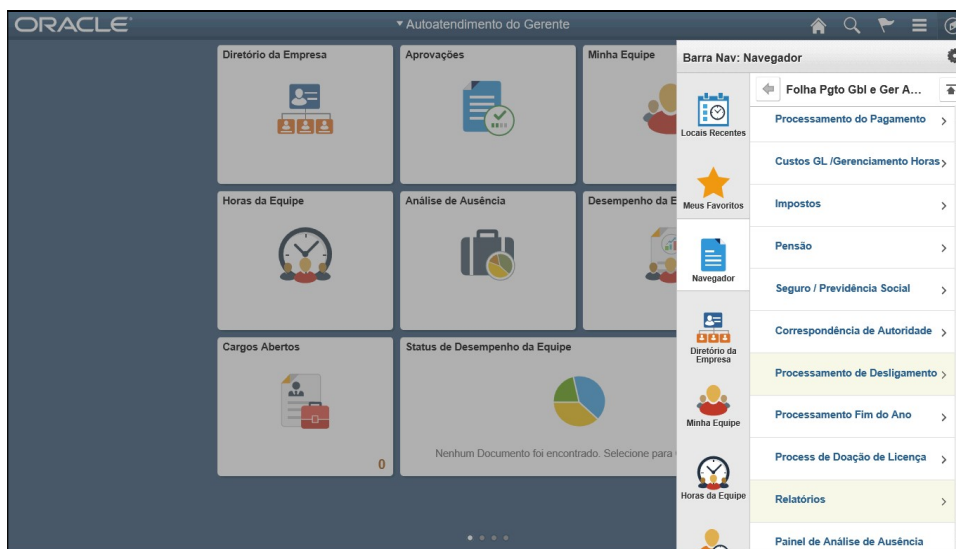 ORACLE
Autoatendimento do Gerente
Diretório da Empresa
Aprovações
Minha Equipe
Horas da Equipe
Análise de Ausência
Desempenho da E
Cargos Abertos
0
Status de Desempenho da Equipe
Nenhum Documento foi encontrado. Selecione para
Barra Nav: Navegador
Locais Recentes
Meus Favoritos
Navegador
Diretório da
Empresa
Minha Equipe
Horas da Equipe
Folha Pgto Gbl e Ger A...
Processamento do Pagamento
Custos GL /Gerenciamento Horas
Impostos
Pensão
Seguro / Previdência Social
Correspondência de Autoridade
Processamento de Desligamento
Processamento Fim do Ano
Process de Doação de Licença
Relatórios
Painel de Análise de Ausência